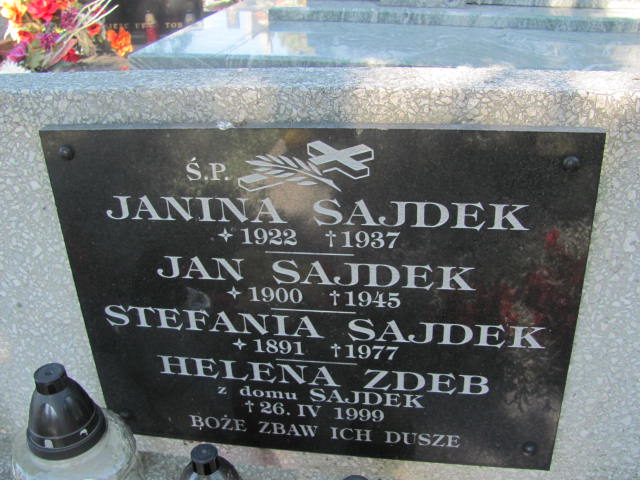 Ś.P.
JANINA SAJDEK
✦ 1922 † 1937
JAN SAJDEK
✦ 1900 † 1945
STEFANIA SAJDEK
✦ 1891 † 1977
HELENA ZDEB
z domu SAJDEK
† 26. IV 1999
BOŻE ZBAW ICH DUSZE